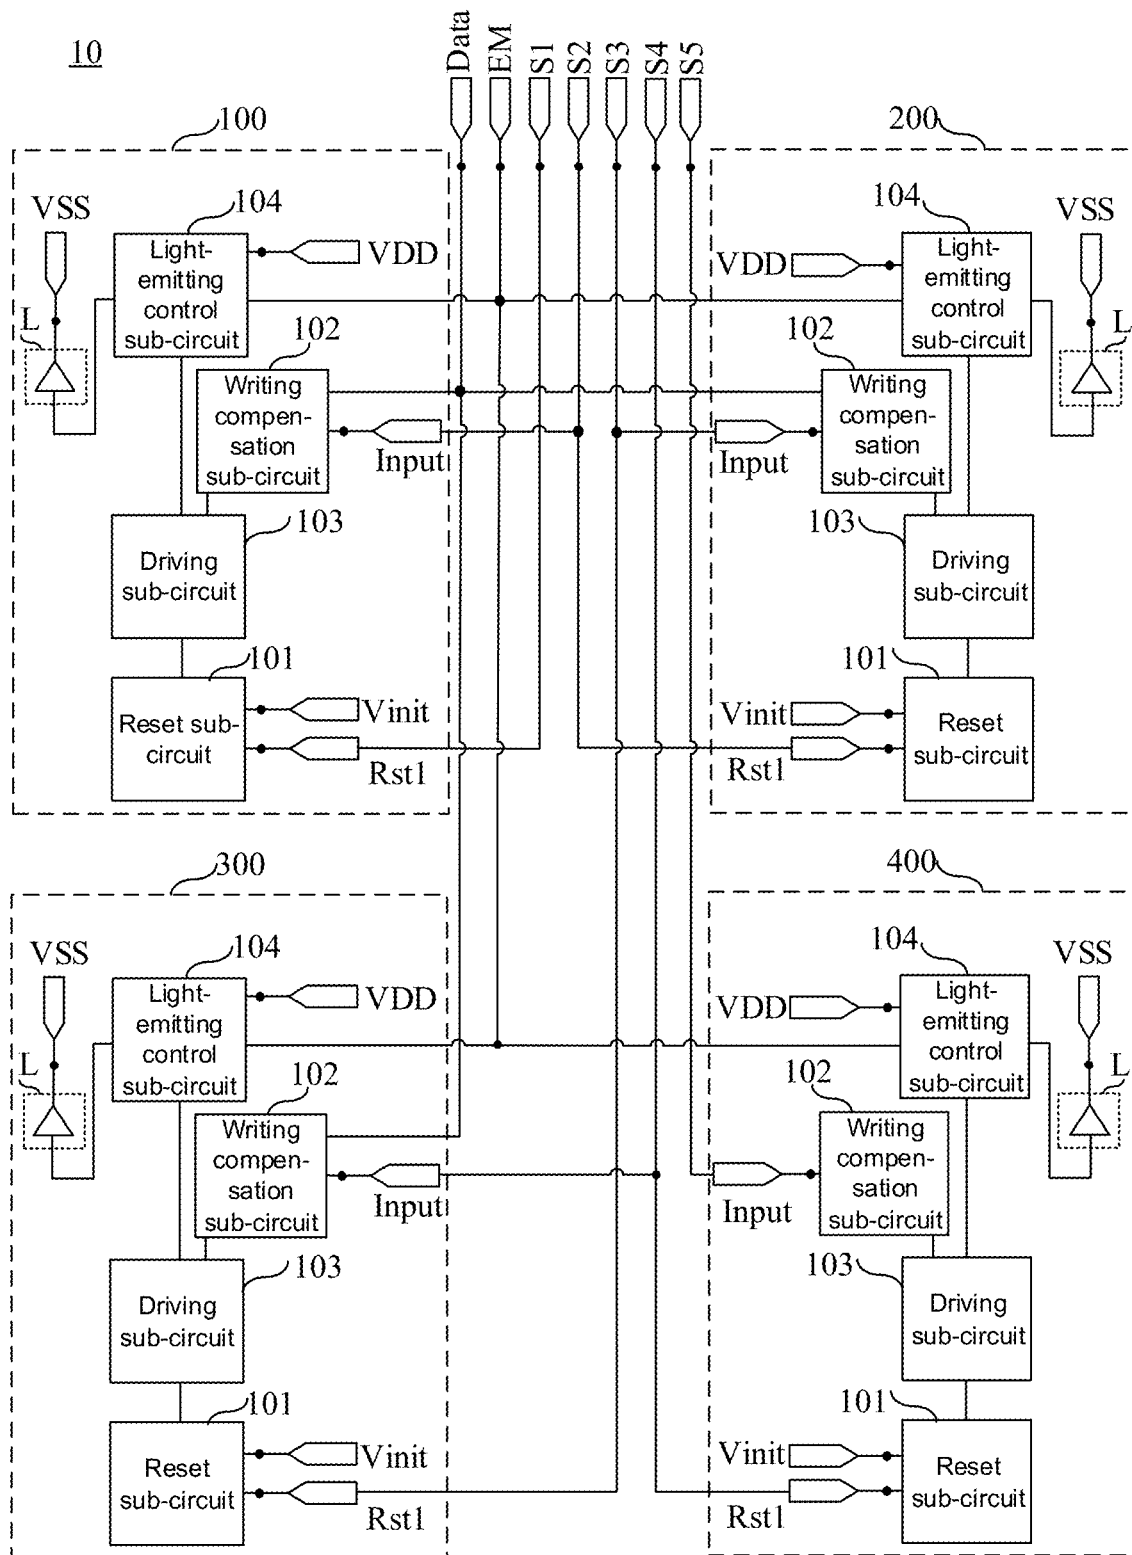 10
Data
EM
S1
S2
S3
S4
S5
100
200
VSS
104
Light-
emitting
control
sub-circuit
VDD
L
102
Writing
compen-
sation
sub-circuit
Input
103
Driving
sub-circuit
101
Reset sub-
circuit
Vinit
Rst1
VDD
104
Light-
emitting
control
sub-circuit
VSS
L
102
Writing
compen-
sation
sub-circuit
Input
103
Driving
sub-circuit
101
Reset
sub-circuit
Vinit
Rst1
300
400
VSS
104
Light-
emitting
control
sub-circuit
VDD
L
102
Writing
compen-
sation
sub-circuit
Input
103
Driving
sub-circuit
101
Reset
sub-circuit
Vinit
Rst1
104
Light-
emitting
control
sub-circuit
VDD
VSS
L
102
Writing
compen-
sation
sub-circuit
Input
103
Driving
sub-circuit
101
Reset
sub-circuit
Vinit
Rst1